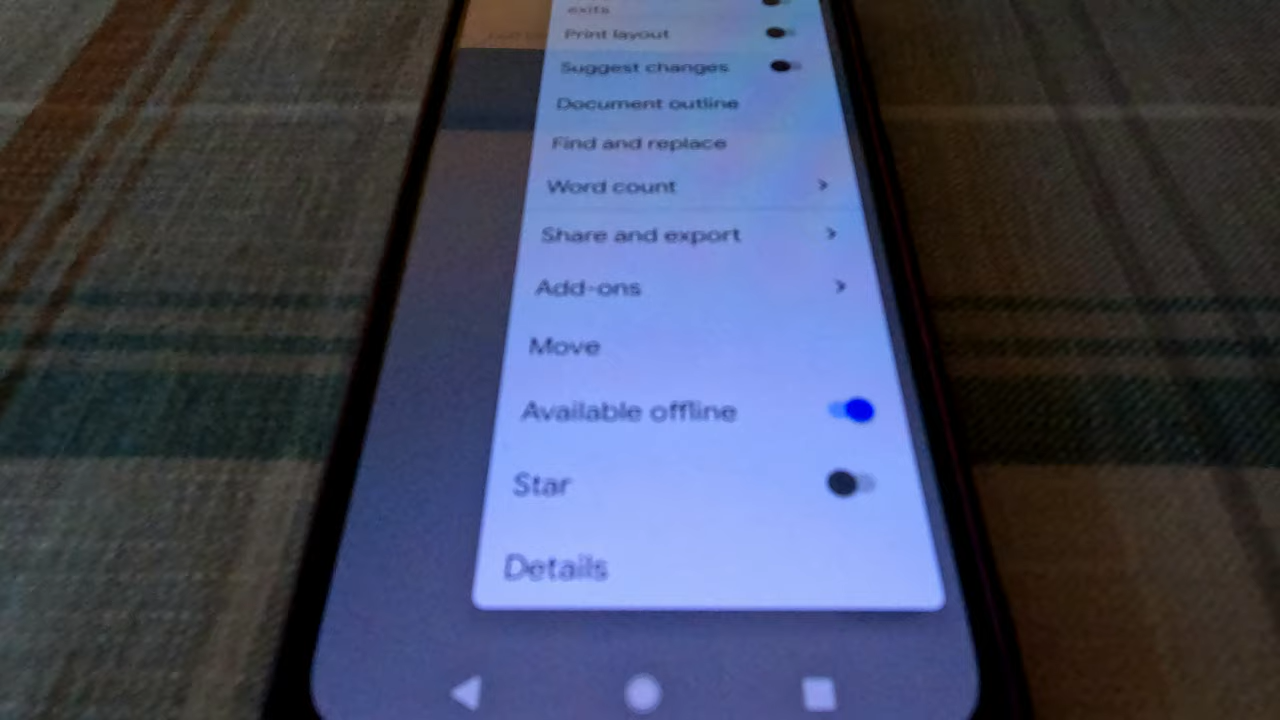 exits
Print layout
Suggest changes
Document outline
Find and replace
Word count
Share and export
Add-ons
Move
Available offline
Star
Details